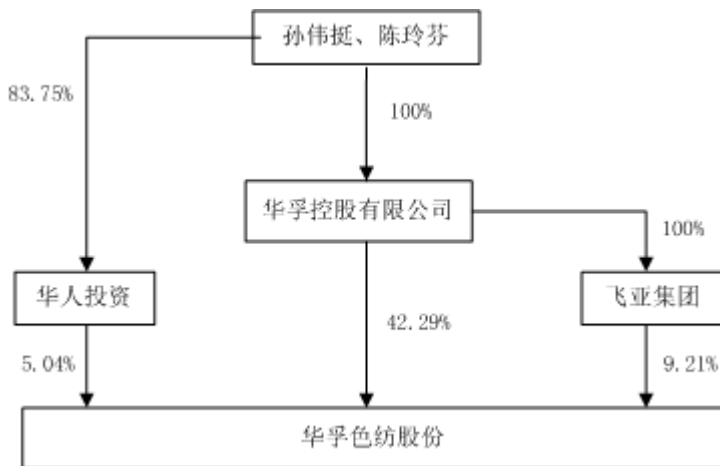 孙伟挺、陈玲芬
83.75%
100%
华孚控股有限公司
100%
华人投资
飞亚集团
42.29%
5.04%
9.21%
华孚色纺股份